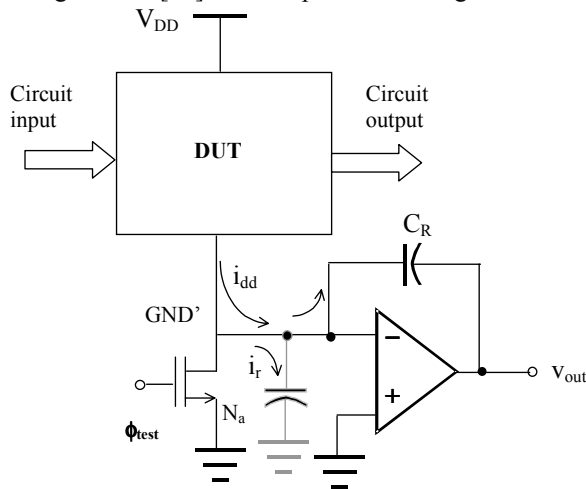 V_DD
Circuit
input
DUT
Circuit
output
C_R
i_dd
GND'
i_r
N_a
ϕ_test
−
+
v_out